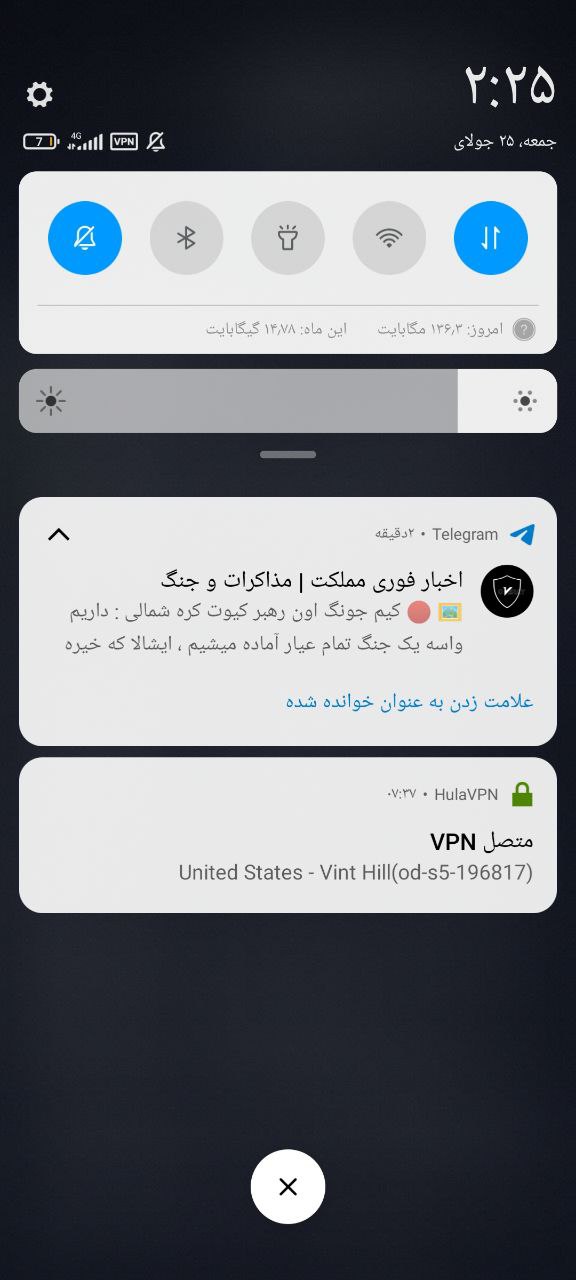 ۲:۲۵
جمعه، ۲۵ جولای
7 4G VPN
امروز: ۱۳۶٫۳ مگابایت این ماه: ۱۴٫۷۸ گیگابایت
Telegram • ۲دقیقه
اخبار فوری مملکت | مذاکرات و جنگ
🖼️ 🔴 کیم جونگ اون رهبر کیوت کره شمالی : داریم
واسه یک جنگ تمام عیار آماده میشیم ، ایشالا که خیره
علامت زدن به عنوان خوانده شده
HulaVPN • ۰۷:۳۷
متصل VPN
United States - Vint Hill(od-s5-196817)